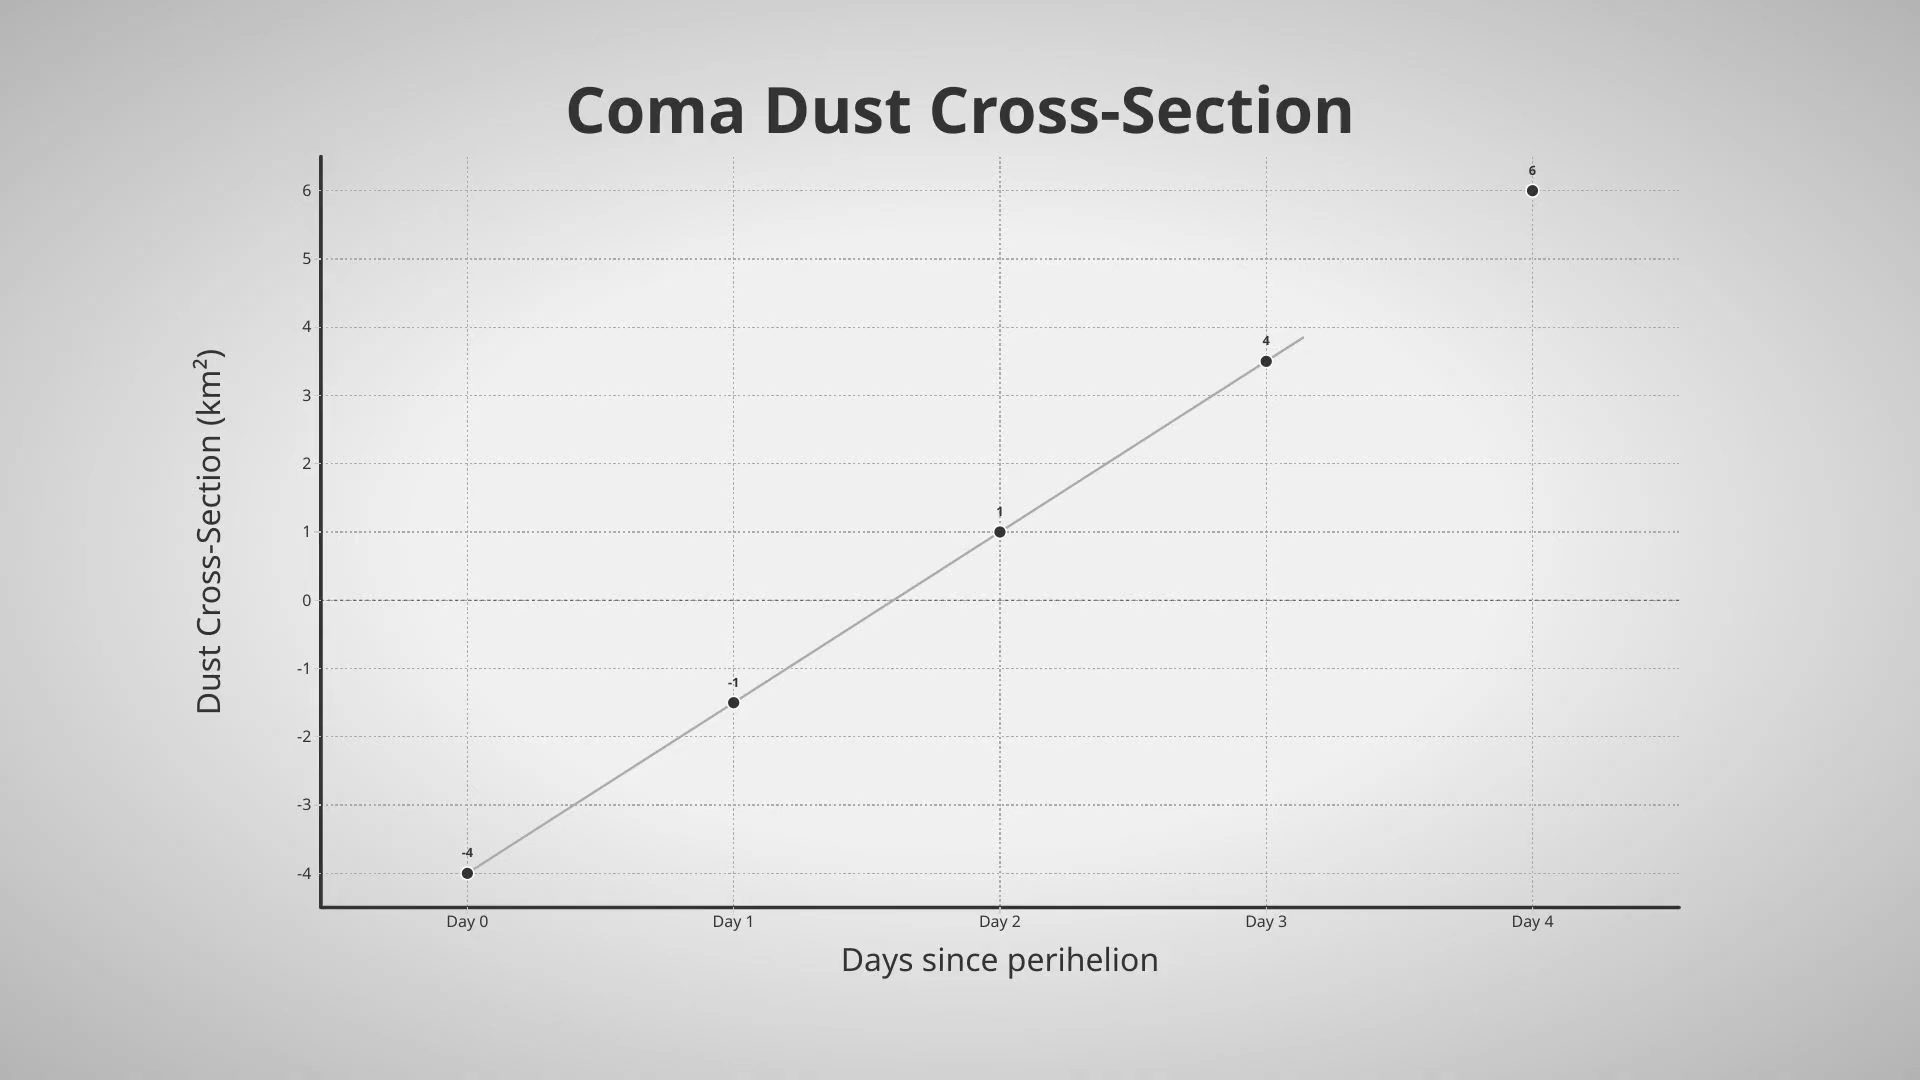 Coma Dust Cross-Section
Dust Cross-Section (km²)
6
5
4
3
2
1
0
-1
-2
-3
-4
-4
-1
1
4
6
Day 0
Day 1
Day 2
Day 3
Day 4
Days since perihelion